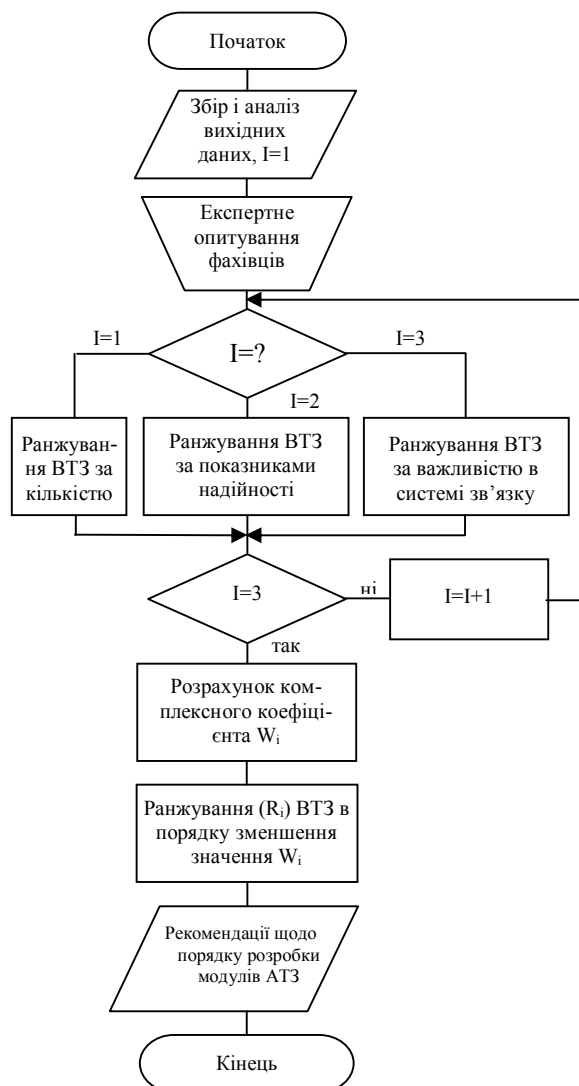 Початок
Збір і аналіз
вихідних
даних, I=1
Експертне
опитування
фахівців
I=1
I=?
I=3
I=2
Ранжуван-
ня ВТЗ за
кількістю
Ранжування ВТЗ
за показниками
надійності
Ранжування ВТЗ
за важливістю в
системі зв’язку
I=3
ні
I=I+1
так
Розрахунок ком-
плексного коефіці-
єнта Wi
Ранжування (Ri) ВТЗ в
порядку зменшення
значення Wi
Рекомендації щодо
порядку розробки
модулів АТЗ
Кінець